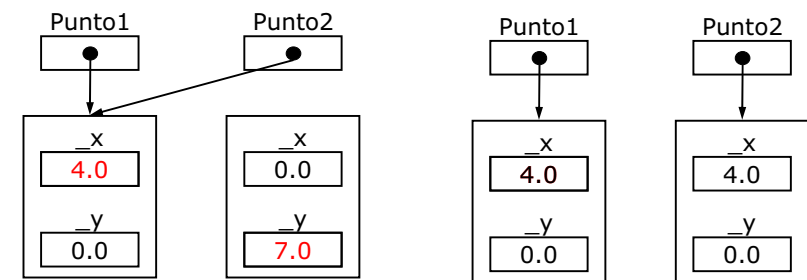 Punto1 Punto2
_x _x
4.0 0.0
_y _y
0.0 7.0
Punto1 Punto2
_x _x
4.0 4.0
_y _y
0.0 0.0